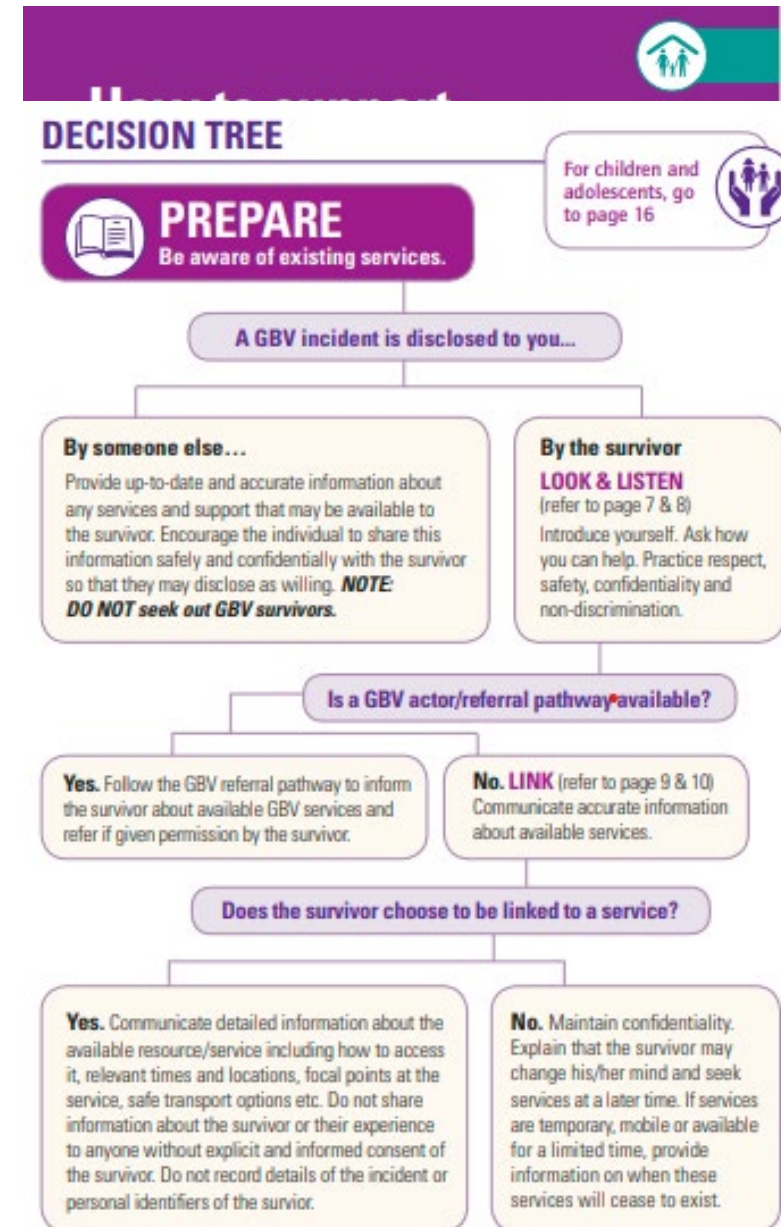 How to support
DECISION TREE
For children and
adolescents, go
to page 16
PREPARE
Be aware of existing services.
A GBV incident is disclosed to you...
By someone else...
Provide up-to-date and accurate information about
any services and support that may be available to
the survivor. Encourage the individual to share this
information safely and confidentially with the survivor
so that they may disclose as willing. NOTE:
DO NOT seek out GBV survivors.
By the survivor
LOOK & LISTEN
(refer to page 7 & 8)
Introduce yourself. Ask how
you can help. Practice respect,
safety, confidentiality and
non-discrimination.
Is a GBV actor/referral pathway available?
Yes. Follow the GBV referral pathway to inform
the survivor about available GBV services and
refer if given permission by the survivor.
No. LINK (refer to page 9 & 10)
Communicate accurate information
about available services.
Does the survivor choose to be linked to a service?
Yes. Communicate detailed information about the
available resource/service including how to access
it, relevant times and locations, focal points at the
service, safe transport options etc. Do not share
information about the survivor or their experience
to anyone without explicit and informed consent of
the survivor. Do not record details of the incident or
personal identifiers of the survior.
No. Maintain confidentiality.
Explain that the survivor may
change his/her mind and seek
services at a later time. If services
are temporary, mobile or available
for a limited time, provide
information on when these
services will cease to exist.